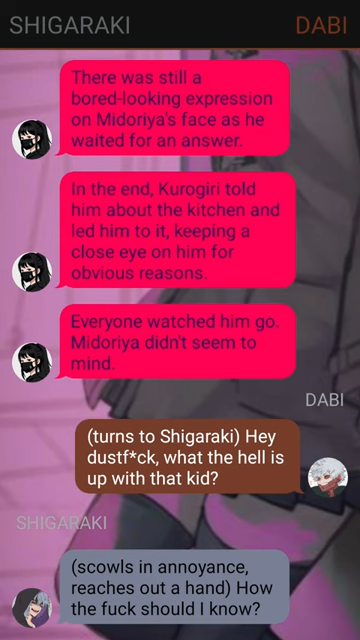 SHIGARAKI DABI
There was still a
bored-looking expression
on Midoriya's face as he
waited for an answer.
In the end, Kurogiri told
him about the kitchen and
led him to it, keeping a
close eye on him for
obvious reasons.
Everyone watched him go.
Midoriya didn't seem to
mind.
DABI
(turns to Shigaraki) Hey
dustf*ck, what the hell is
up with that kid?
SHIGARAKI
(scowls in annoyance,
reaches out a hand) How
the fuck should I know?